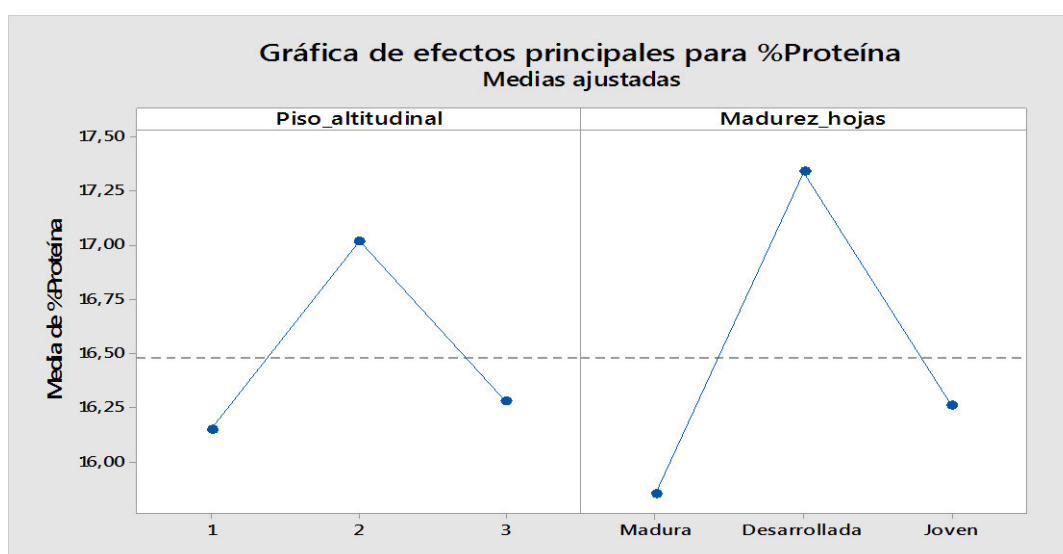 Gráfica de efectos principales para %Proteína
Medias ajustadas
Piso_altitudinal Madurez_hojas
Media de %Proteína
17,50
17,25
17,00
16,75
16,50
16,25
16,00
1 2 3 Madura Desarrollada Joven